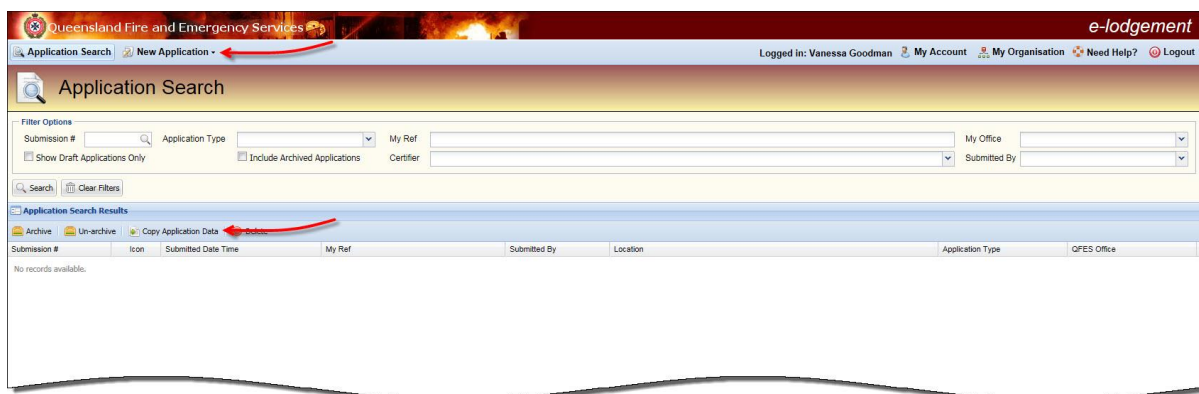 Queensland Fire and Emergency Services
e-lodgement
Application Search New Application Logged in: Vanessa Goodman My Account My Organisation Need Help? Logout
Application Search
Filter Options
Submission # Application Type My Ref My Office
Show Draft Applications Only Include Archived Applications Certifier Submitted By
Search Clear Filters
Application Search Results
Archive Un-archive Copy Application Data Delete
Submission # Icon Submitted Date Time My Ref Submitted By Location Application Type QFES Office
No records available.